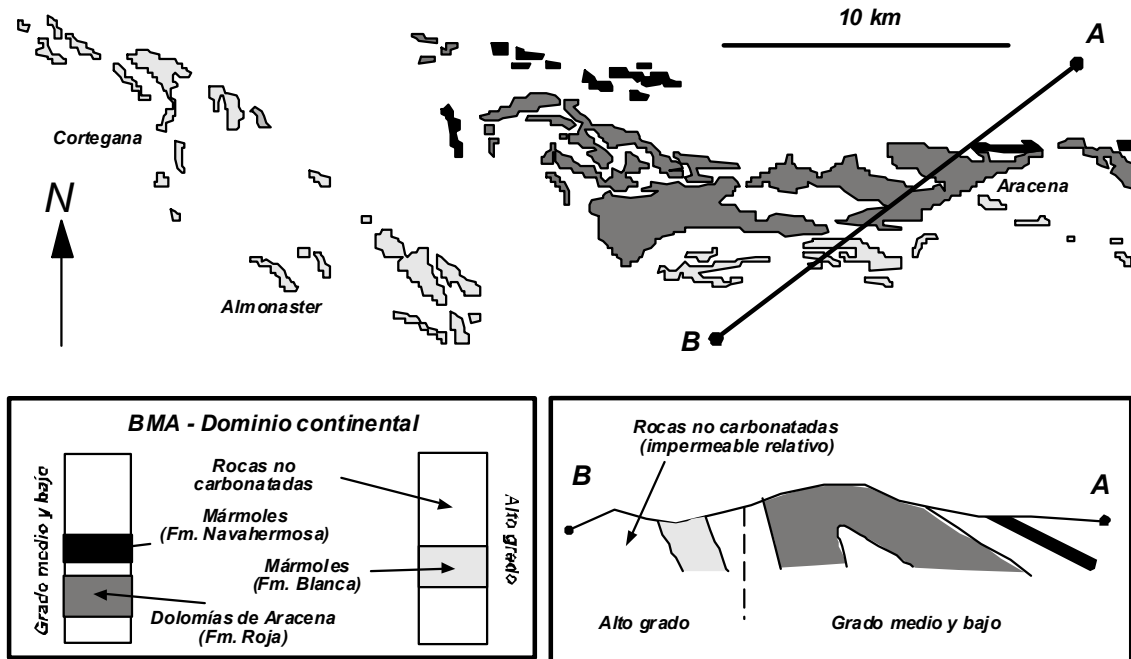 10 km
A
Cortegana
Aracena
N
Almonaster
B
BMA - Dominio continental
Grado medio y bajo
Rocas no
carbonatadas
Mármoles
(Fm. Navahermosa)
Mármoles
(Fm. Blanca)
Dolomías de Aracena
(Fm. Roja)
Alto grado
Rocas no carbonatadas
(impermeable relativo)
B
A
Alto grado
Grado medio y bajo